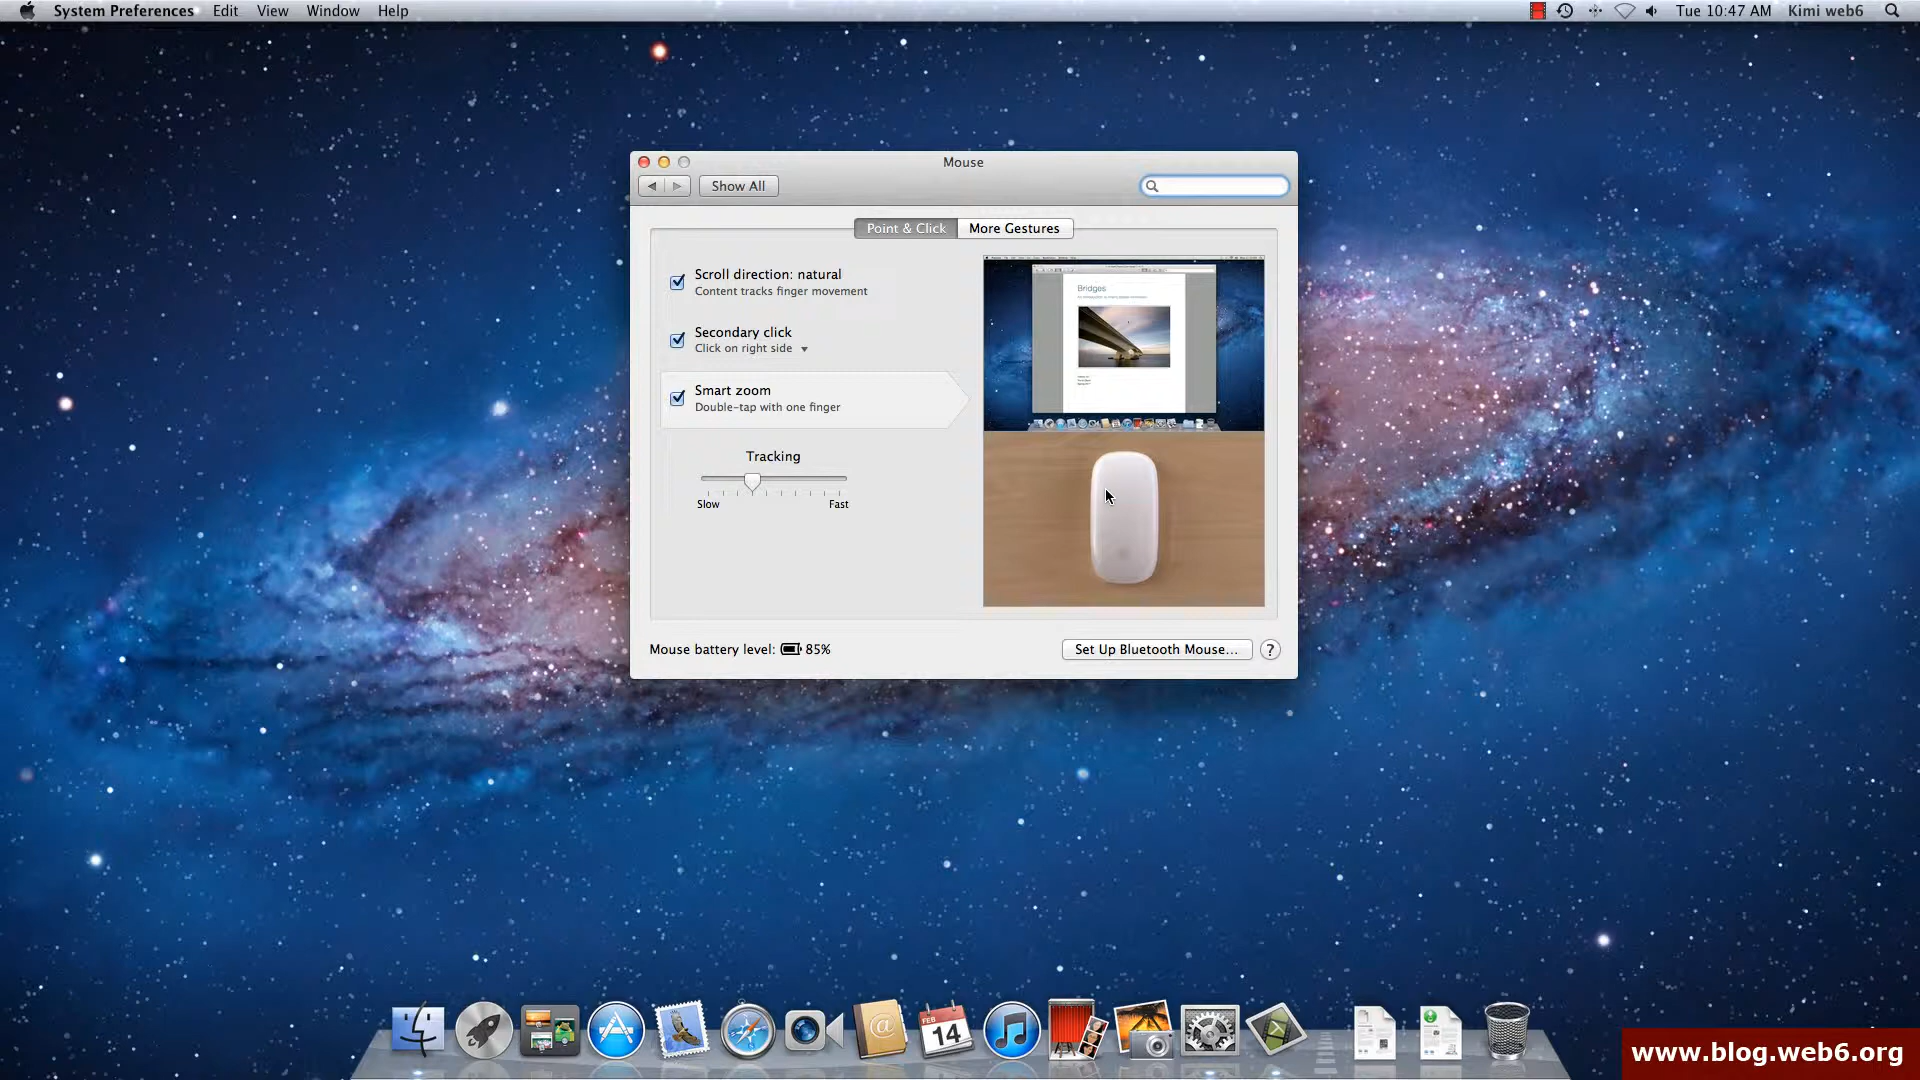 System Preferences Edit View Window Help
Tue 10:47 AM Kimi web6
Mouse
Show All
Point & Click More Gestures
Scroll direction: natural
Content tracks finger movement
Secondary click
Click on right side
Smart zoom
Double-tap with one finger
Tracking
Slow Fast
Bridges
Mouse battery level: 85%
Set Up Bluetooth Mouse... ?
FEB
14
www.blog.web6.org